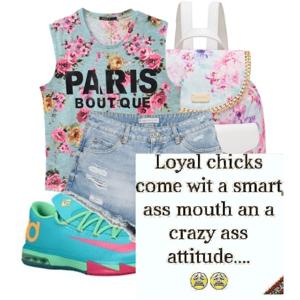 PARIS
BOUTQUE
Loyal chicks
come wit a smart
ass mouth an a
crazy ass
attitude....
😩😩